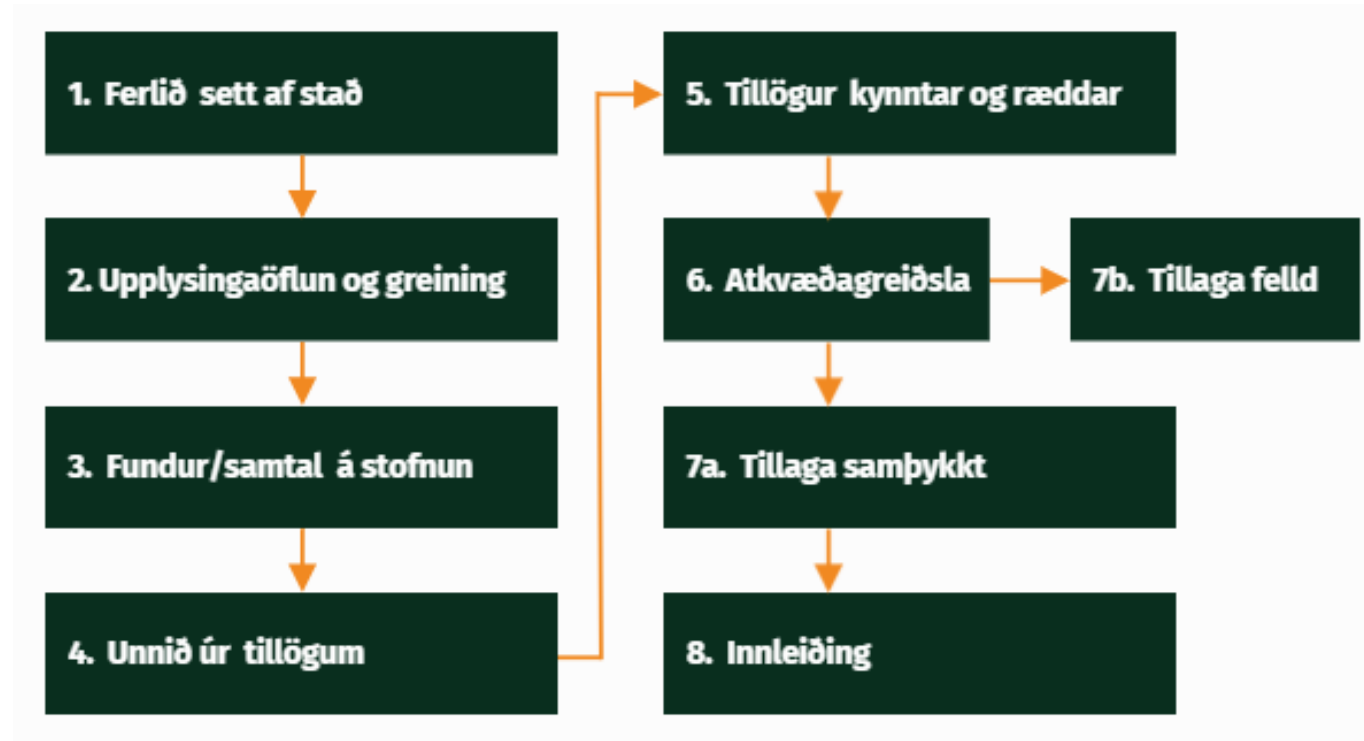 1. Ferlið sett af stað
2. Upplysingaöflun og greining
3. Fundur/samtal á stofnun
4. Unnið úr tillögum
5. Tillögur kynntar og ræddar
6. Atkvæðagreiðsla
7b. Tillaga felld
7a. Tillaga samþykkt
8. Innleiðing